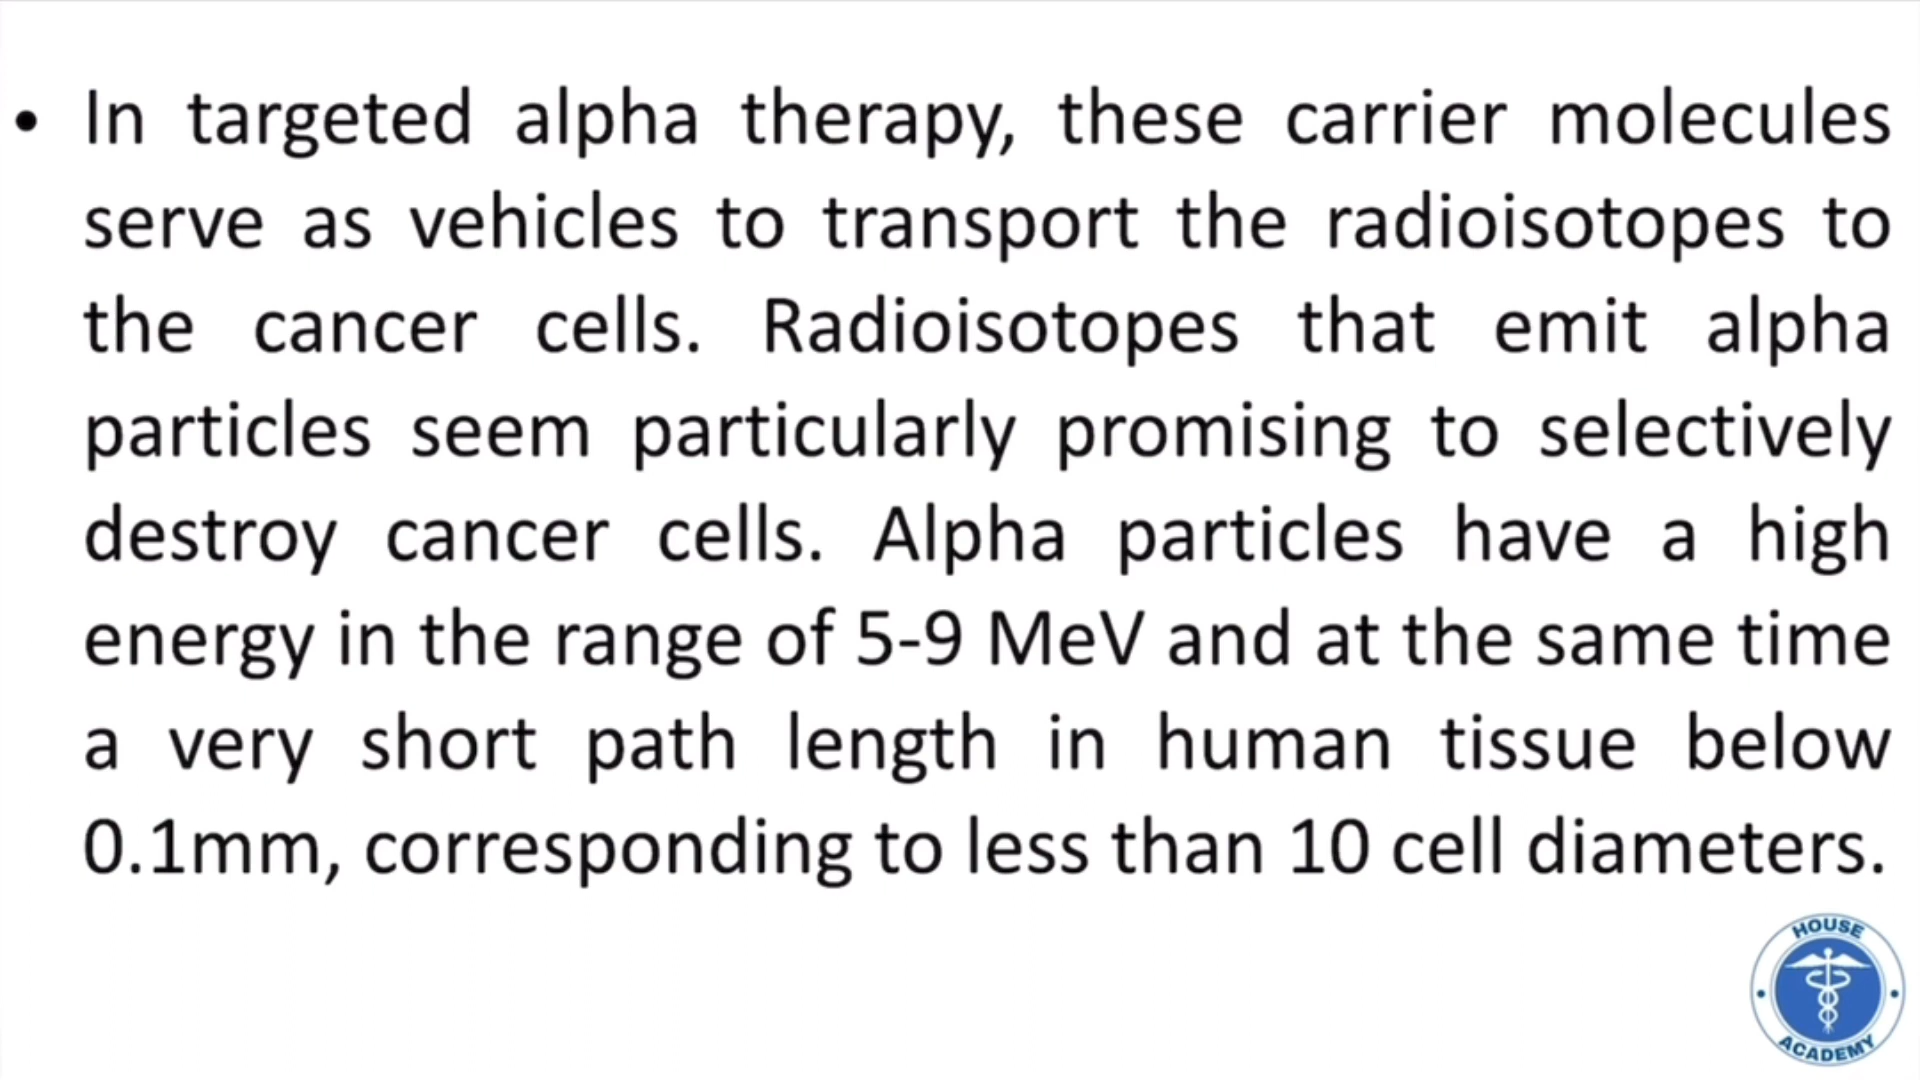 • In targeted alpha therapy, these carrier molecules
serve as vehicles to transport the radioisotopes to
the cancer cells. Radioisotopes that emit alpha
particles seem particularly promising to selectively
destroy cancer cells. Alpha particles have a high
energy in the range of 5-9 MeV and at the same time
a very short path length in human tissue below
0.1mm, corresponding to less than 10 cell diameters.
HOUSE
ACADEMY